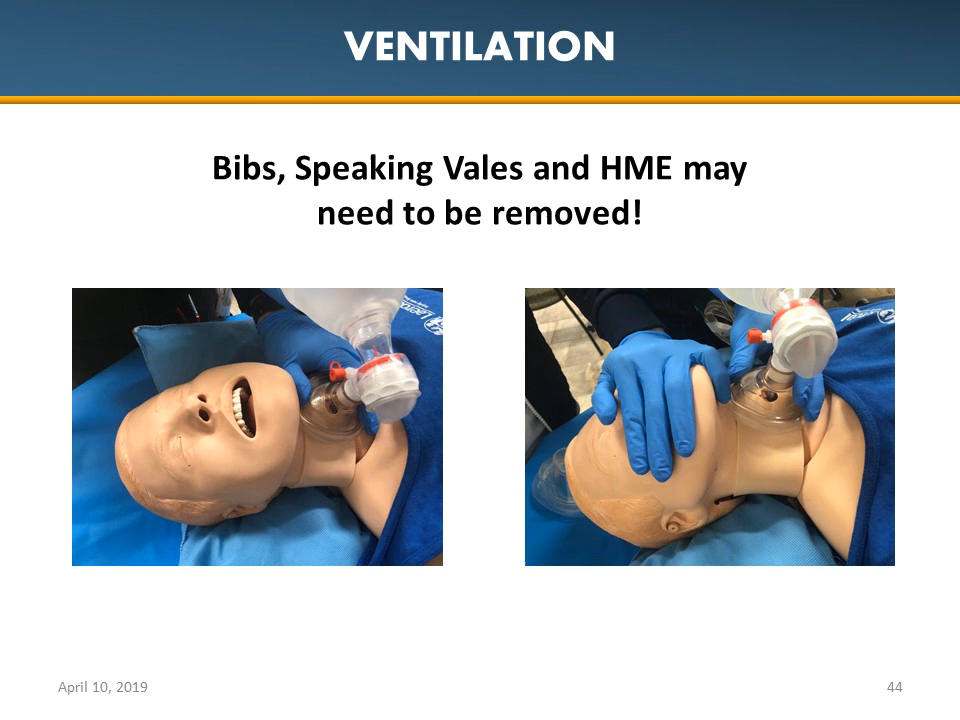 VENTILATION
Bibs, Speaking Vales and HME may
need to be removed!
April 10, 2019
44